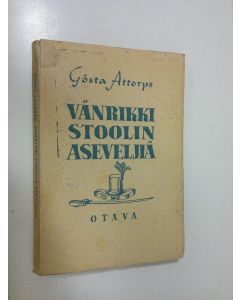 Gösta Attorps
VÄNRIKKI
STOOLIN
ASEVELJIÄ
OTAVA